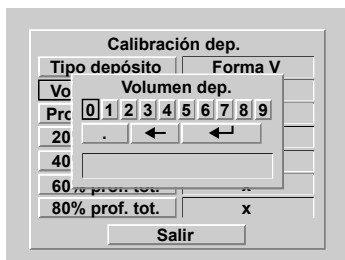 Calibración dep.
Tipo depósito Forma V
Vo
Volumen dep.
Pro
0 1 2 3 4 5 6 7 8 9
20
.
40
60% prof. tot. x
80% prof. tot. x
Salir